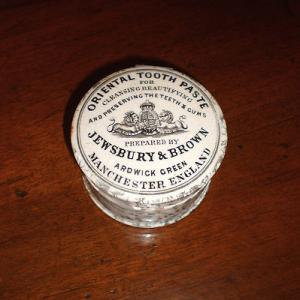 ORIENTAL TOOTH PASTE
FOR
CLEANSING BEAUTIFYING
AND PRESERVING THE TEETH & GUMS
PREPARED BY
JEWSBURY & BROWN
ARDWICK GREEN
MANCHESTER ENGLAND